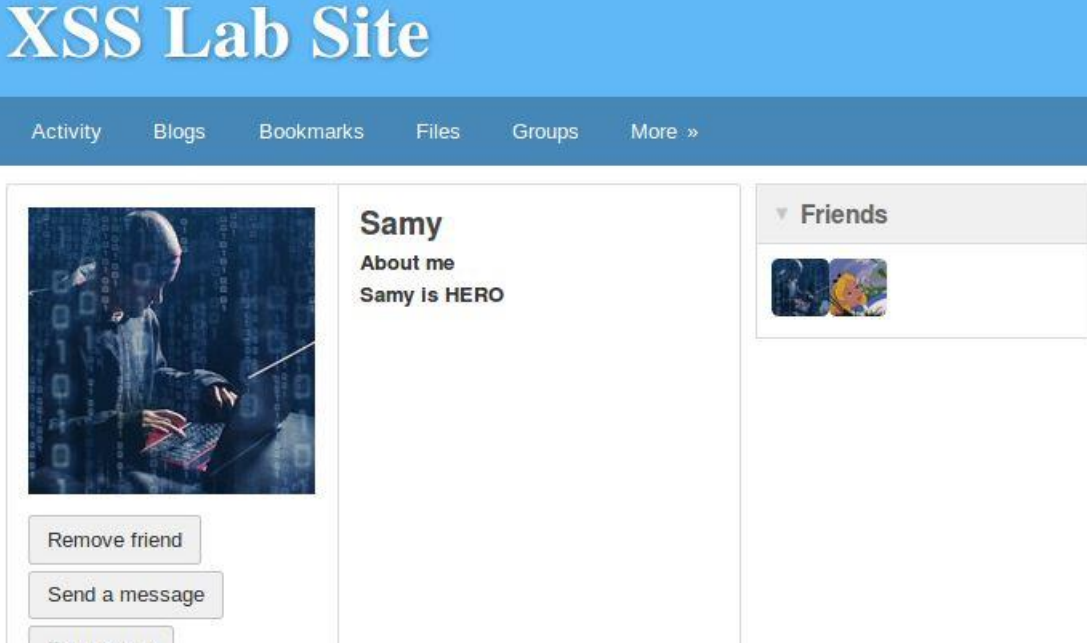 XSS Lab Site
Activity Blogs Bookmarks Files Groups More »
Samy
About me
Samy is HERO
Remove friend
Send a message
Friends